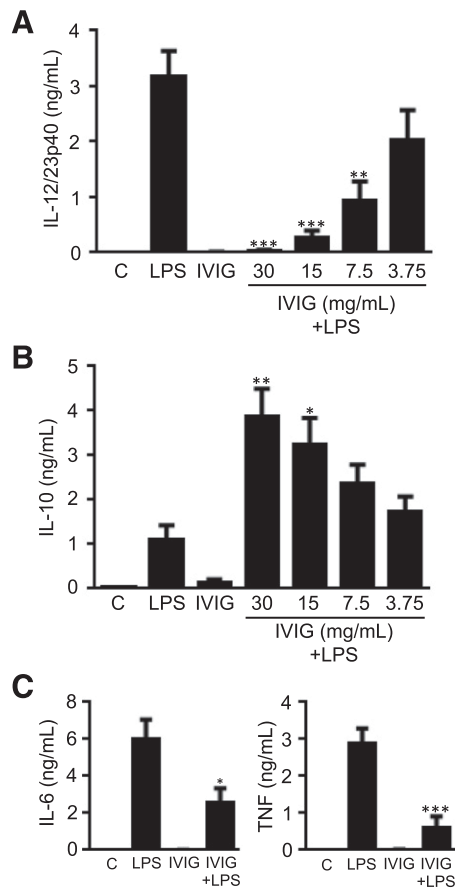 A
IL-12/23p40 (ng/mL)
4
3
2
1
0
*** *** **
C LPS IVIG 30 15 7.5 3.75
IVIG (mg/mL)
+LPS
B
IL-10 (ng/mL)
5
4
3
2
1
0
** *
C LPS IVIG 30 15 7.5 3.75
IVIG (mg/mL)
+LPS
C
IL-6 (ng/mL)
8
6
4
2
0
*
C LPS IVIG IVIG
+LPS
TNF (ng/mL)
4
3
2
1
0
***
C LPS IVIG IVIG
+LPS